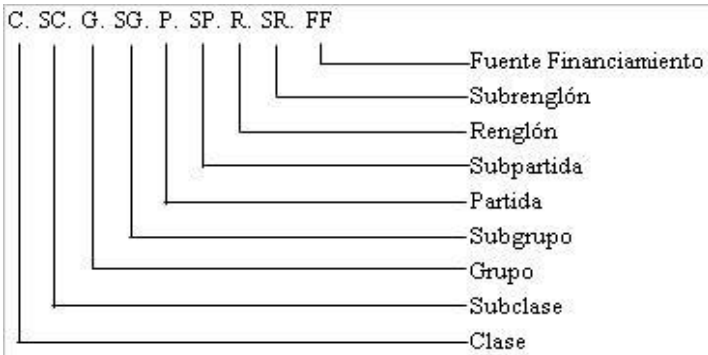 C. SC. G. SG. P. SP. R. SR. FF
Fuente Financiamiento
Subrenglón
Renglón
Subpartida
Partida
Subgrupo
Grupo
Subclase
Clase